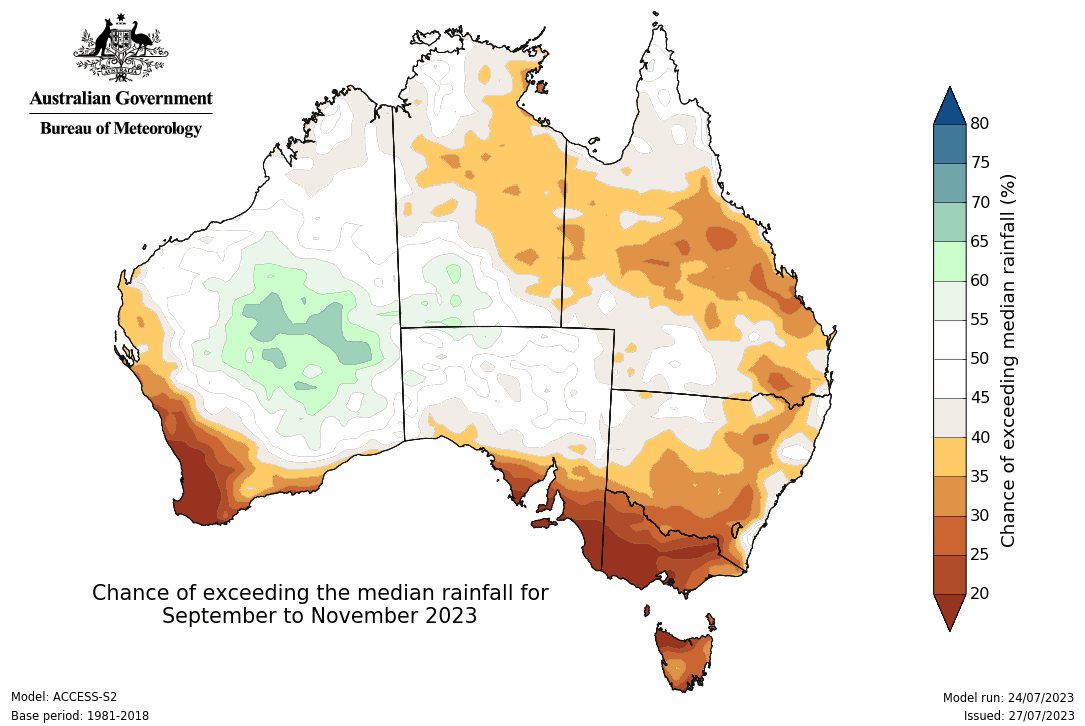 Australian Government
Bureau of Meteorology
80
75
70
65
60
55
50
45
40
35
30
25
20
Chance of exceeding median rainfall (%)
Chance of exceeding the median rainfall for
September to November 2023
Model: ACCESS-S2
Base period: 1981-2018
Model run: 24/07/2023
Issued: 27/07/2023